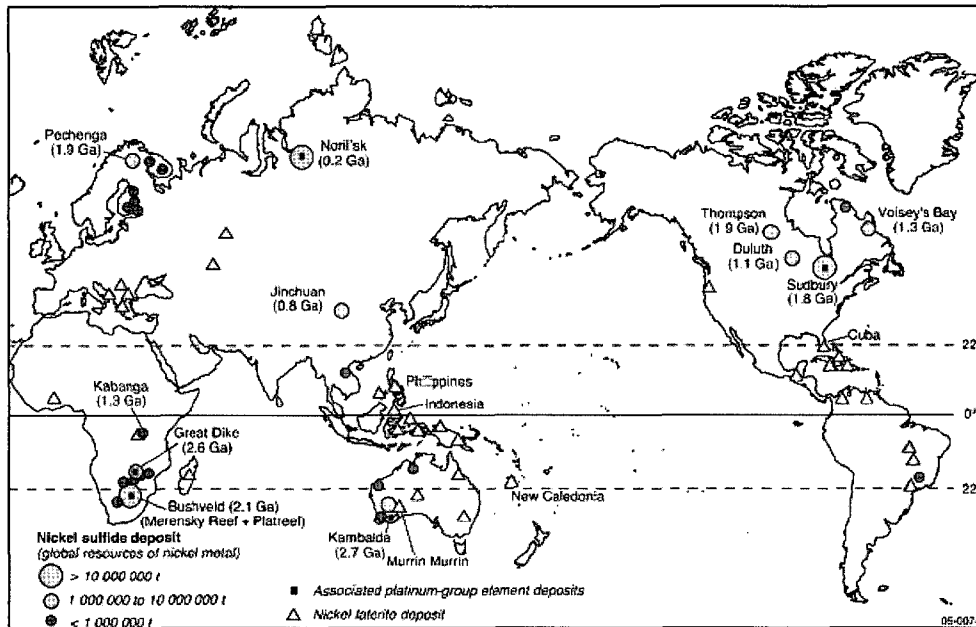 Pechenga
(1.9 Ga)
Noril'sk
(0.2 Ga)
Thompson
(1.9 Ga)
Voisey's Bay
(1.3 Ga)
Duluth
(1.1 Ga)
Sudbury
(1.8 Ga)
Jinchuan
(0.8 Ga)
Cuba
22
Philippines
Indonesia
Kabanga
(1.3 Ga)
0°
Great Dike
(2.6 Ga)
New Caledonia
22
Bushveld (2.1 Ga)
(Merensky Reef + Platreef)
Kambalda
(2.7 Ga)
Murrin Murrin
Nickel sulfide deposit
(global resources of nickel metal)
> 10 000 000 t
1 000 000 to 10 000 000 t
< 1 000 000 t
Associated platinum-group element deposits
Nickel laterite deposit
05-007